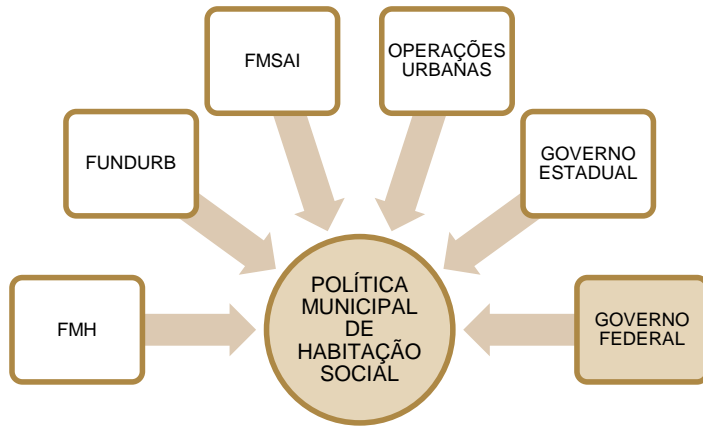 FMSAI
OPERAÇÕES
URBANAS
FUNDURB
GOVERNO
ESTADUAL
FMH
POLÍTICA
MUNICIPAL
DE
HABITAÇÃO
SOCIAL
GOVERNO
FEDERAL